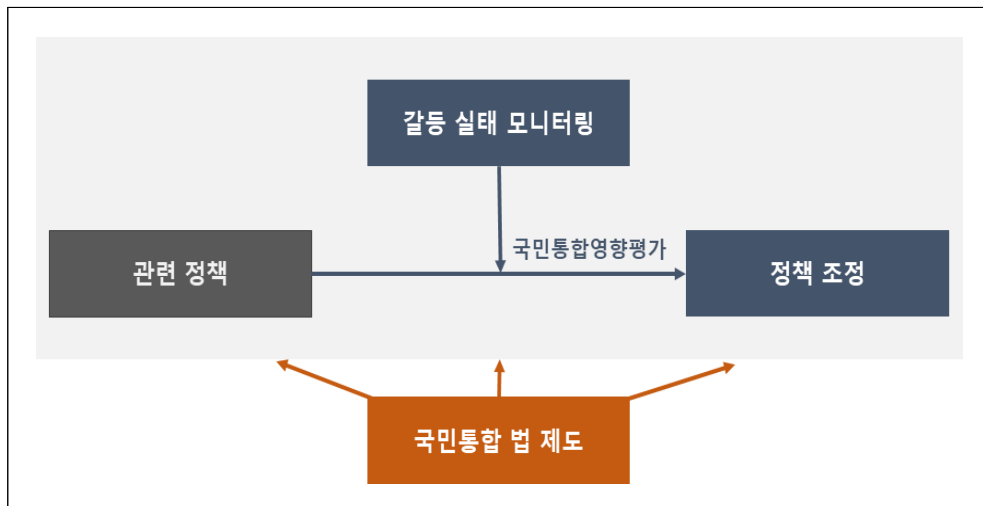 갈등 실태 모니터링
국민통합영향평가
관련 정책
정책 조정
국민통합 법 제도